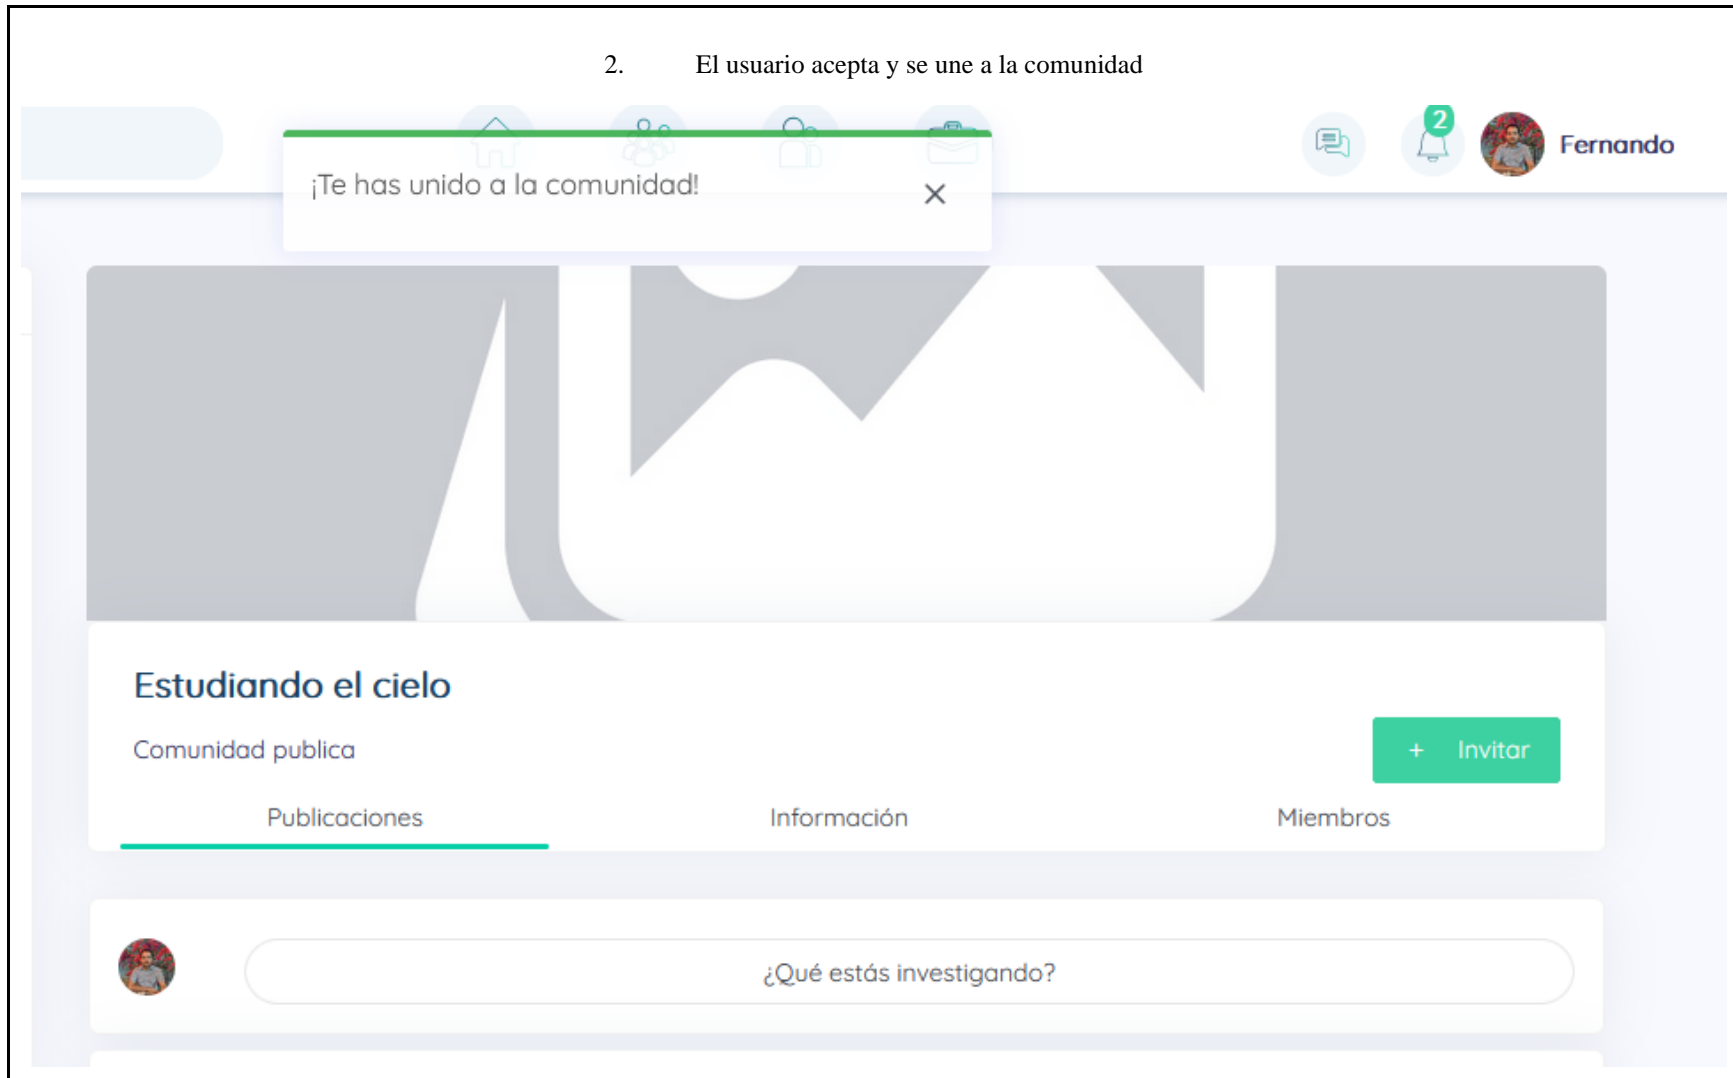 2. El usuario acepta y se une a la comunidad
2
Fernando
¡Te has unido a la comunidad!
Estudiando el cielo
Comunidad publica
+ Invitar
Publicaciones Información Miembros
¿Qué estás investigando?